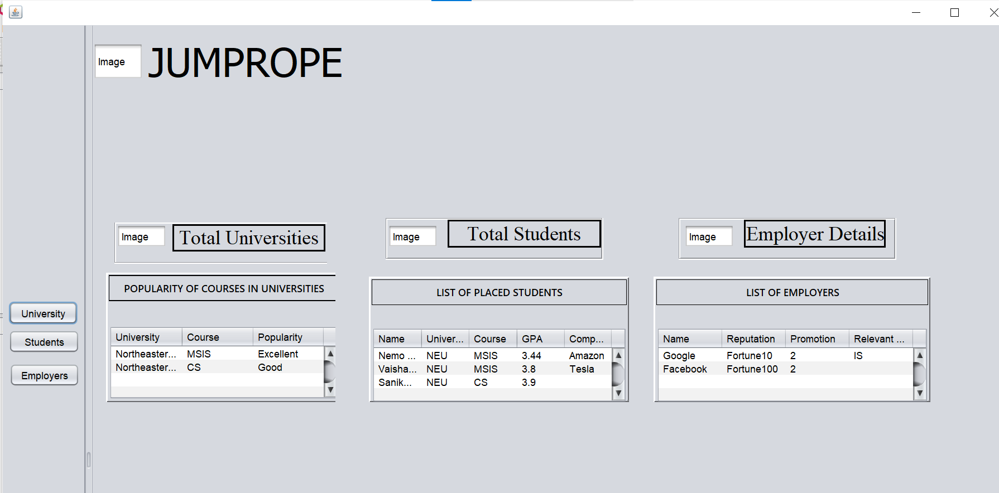 Image JUMPROPE
Image Total Universities
Image Total Students
Image Employer Details
POPULARITY OF COURSES IN UNIVERSITIES
University Course Popularity
Northeaster... MSIS Excellent
Northeaster... CS Good
LIST OF PLACED STUDENTS
Name Univer... Course GPA Comp...
Nemo ... NEU MSIS 3.44 Amazon
Vaisha... NEU MSIS 3.8 Tesla
Sanik... NEU CS 3.9
LIST OF EMPLOYERS
Name Reputation Promotion Relevant ...
Google Fortune10 2 IS
Facebook Fortune100 2
University
Students
Employers